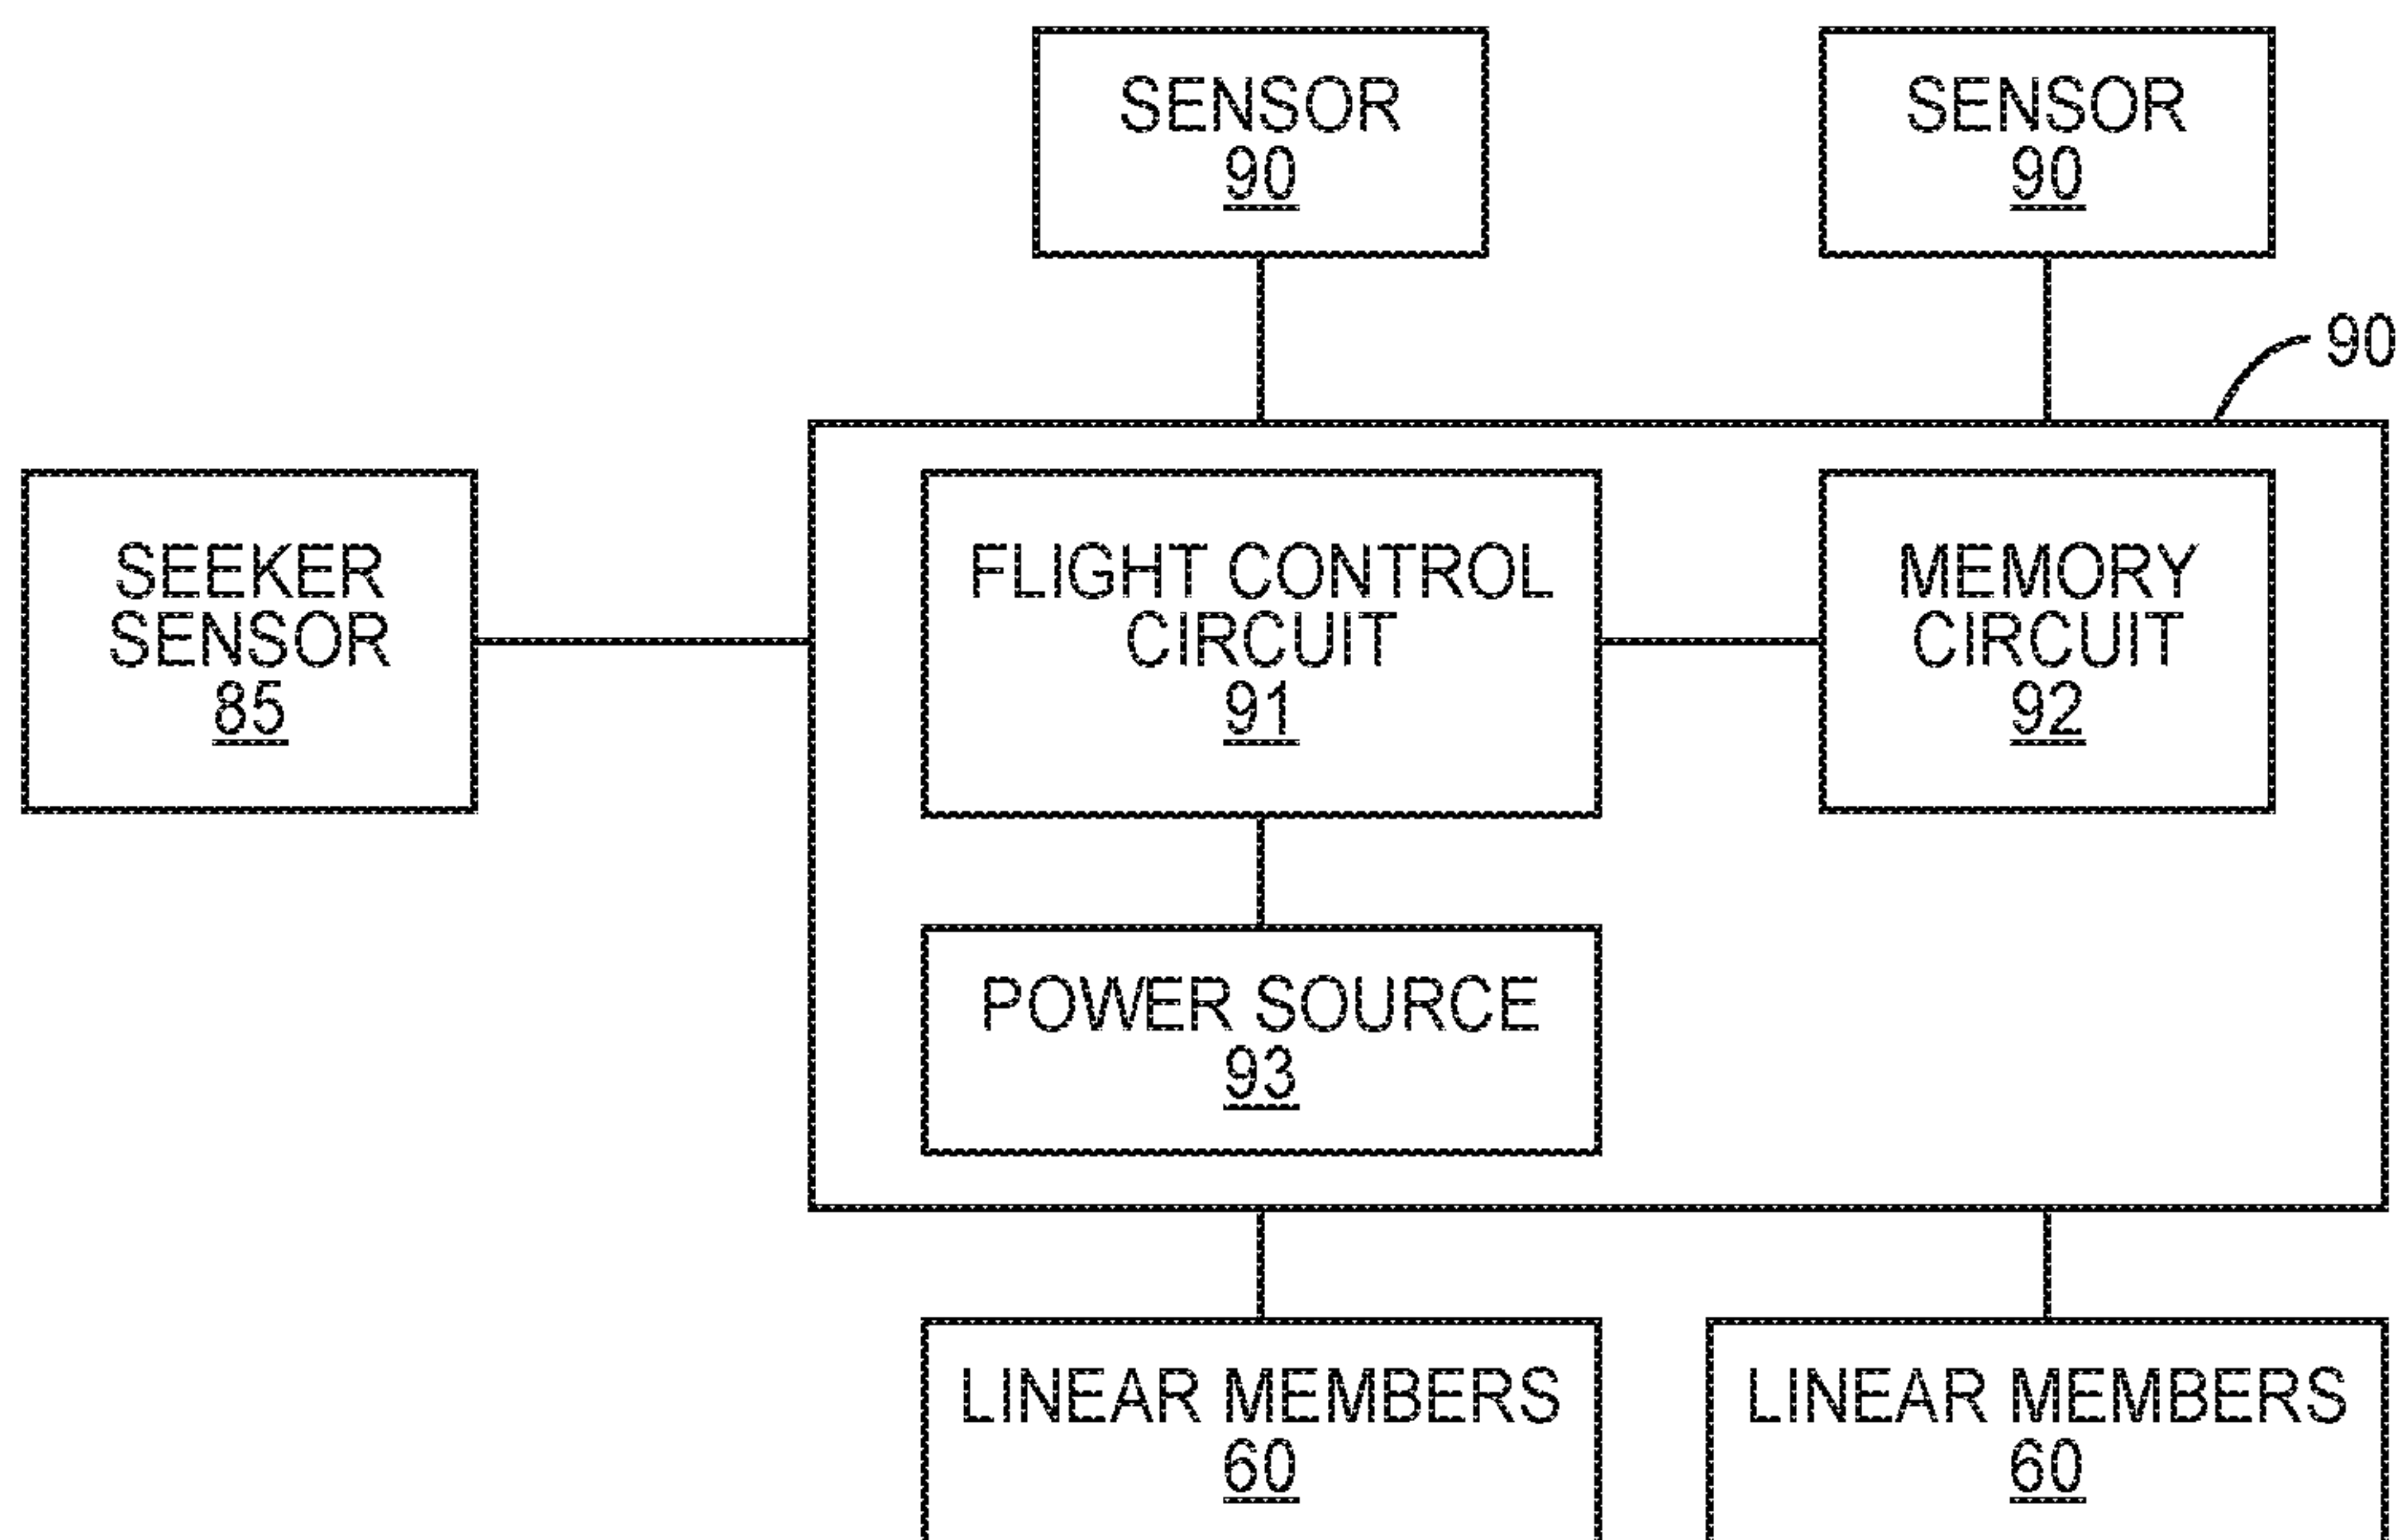 SENSOR
90
SENSOR
90
90
SEEKER
SENSOR
85
FLIGHT CONTROL
CIRCUIT
91
MEMORY
CIRCUIT
92
POWER SOURCE
93
LINEAR MEMBERS
60
LINEAR MEMBERS
60